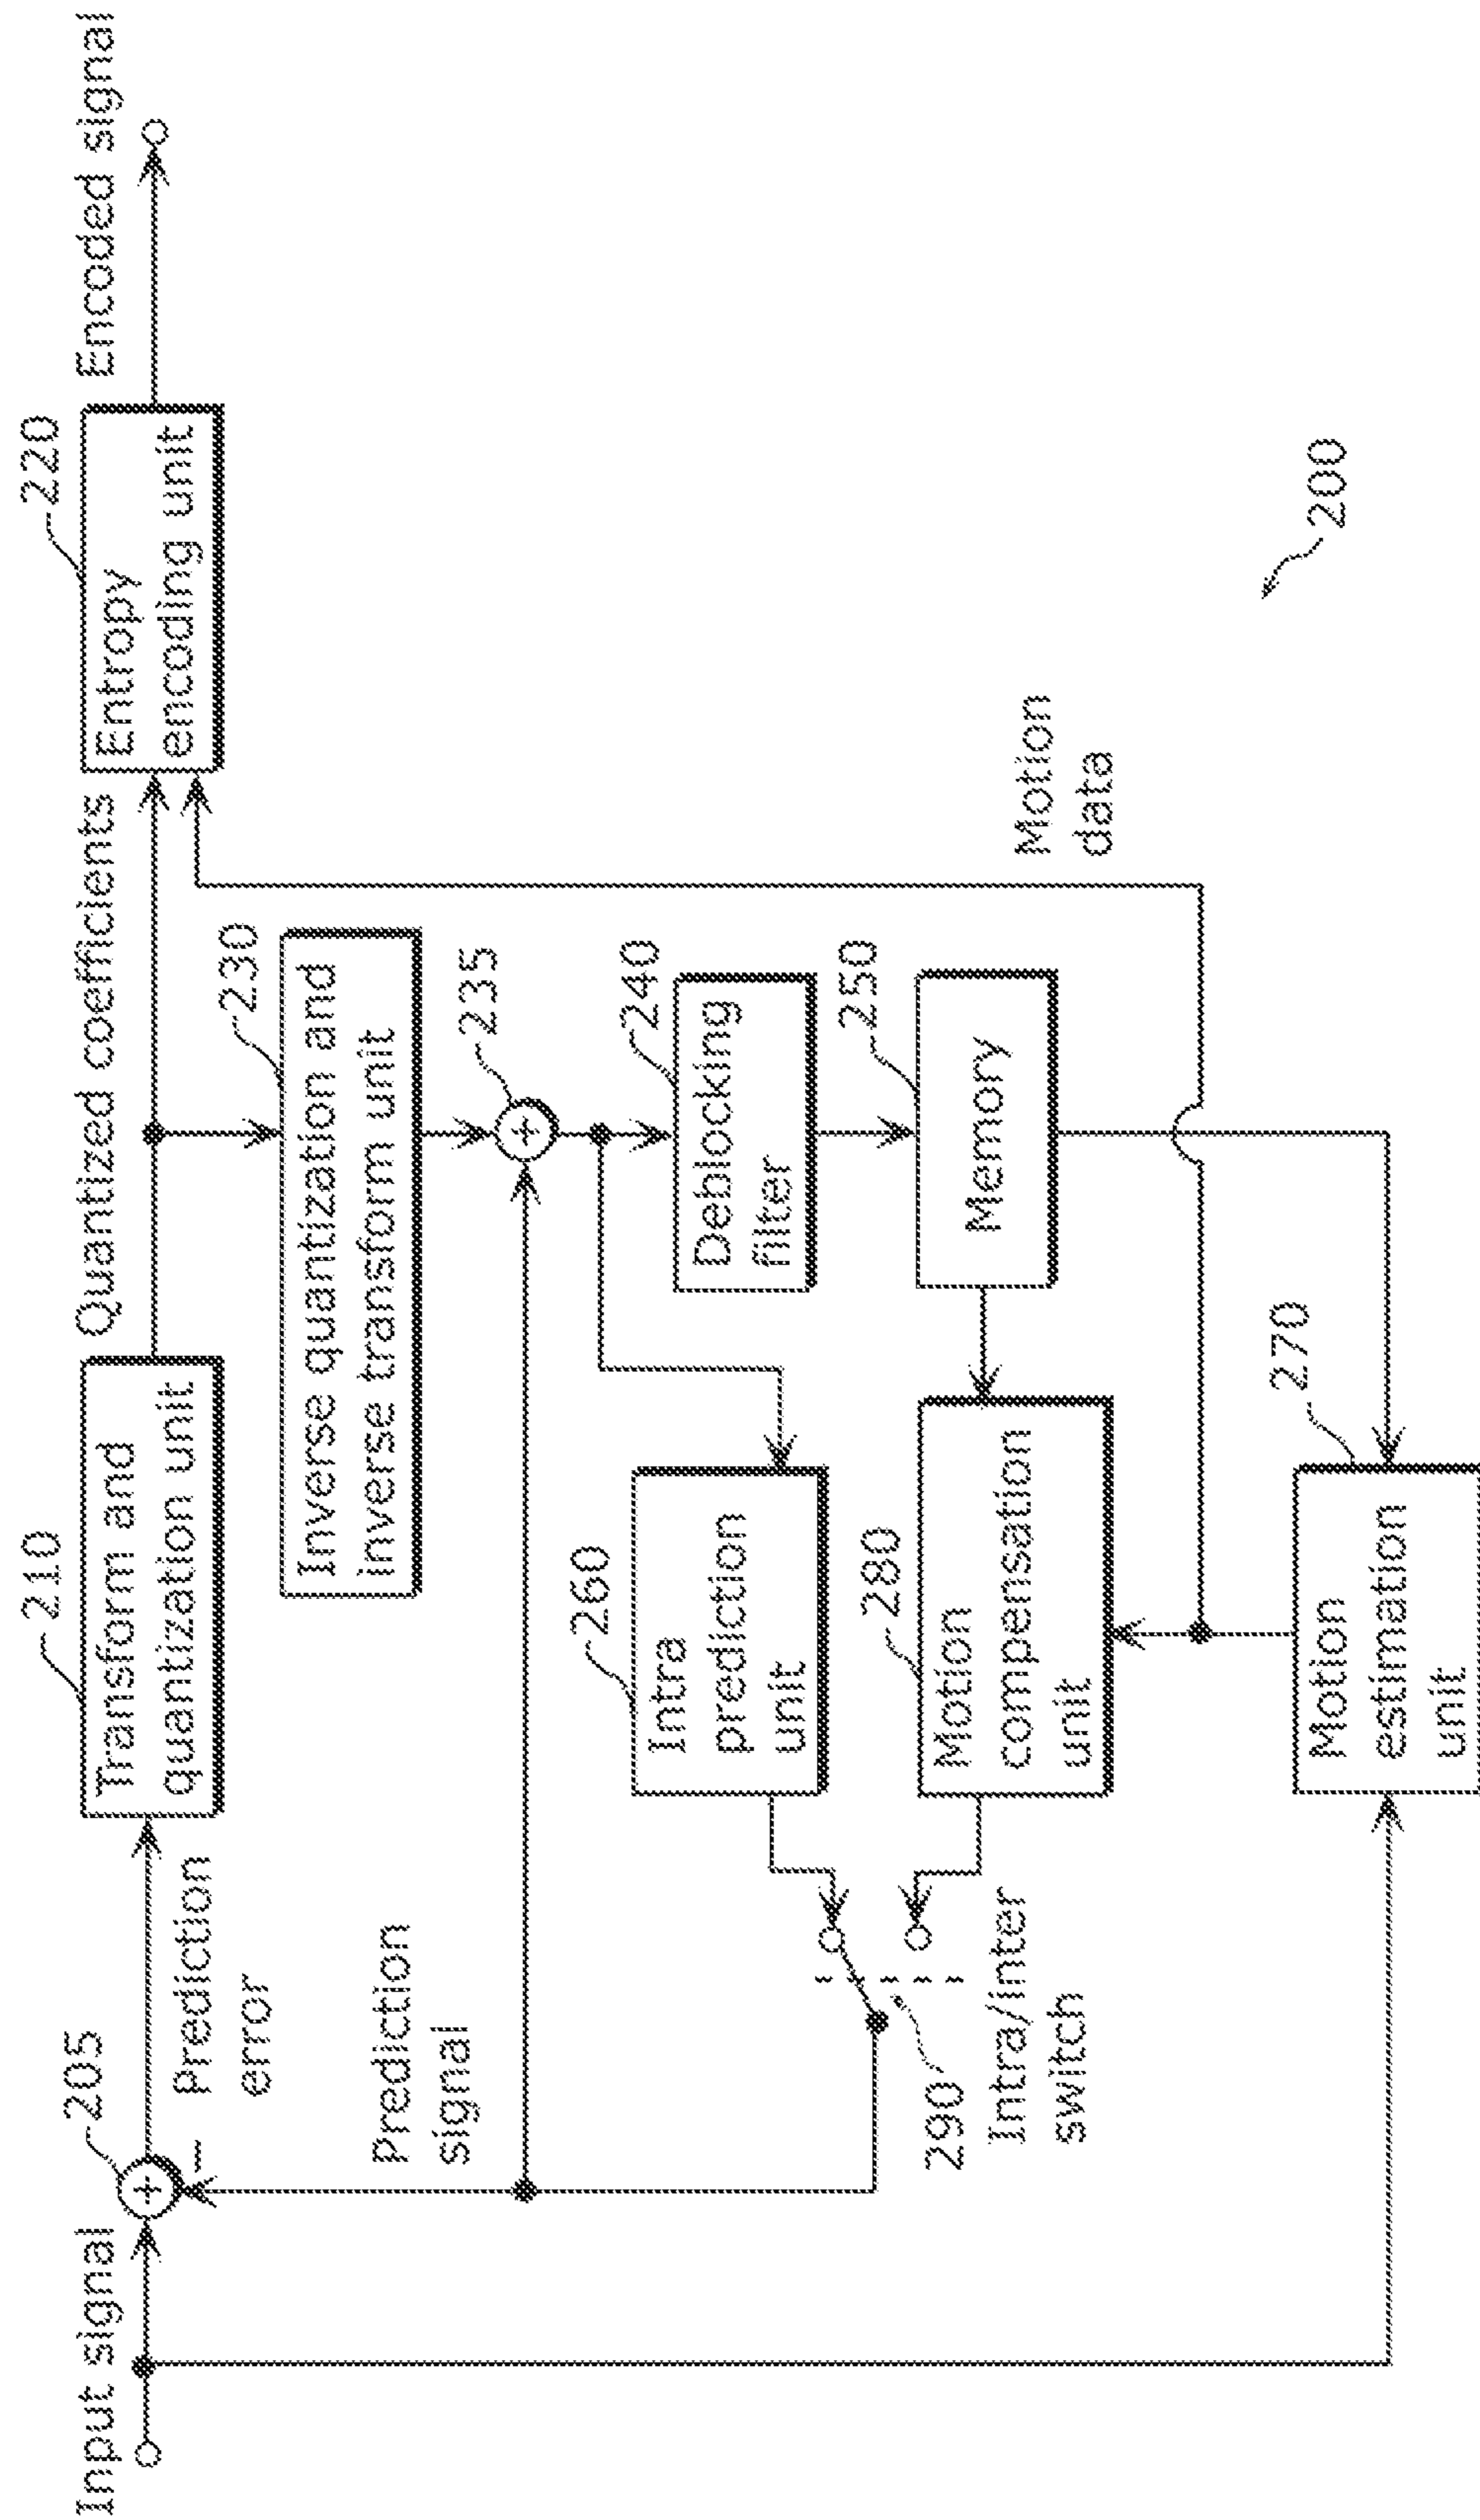 Input signal
205
Prediction
error
210
Transform and
quantization unit
Quantized coefficients
220
Entropy
encoding unit
Encoded signal
230
Inverse quantization and
inverse transform unit
235
+
+
−
Prediction
signal
240
Deblocking
filter
250
Memory
260
Intra
prediction
unit
280
Motion
compensation
unit
290
Intra/inter
switch
270
Motion
estimation
unit
Motion
data
200